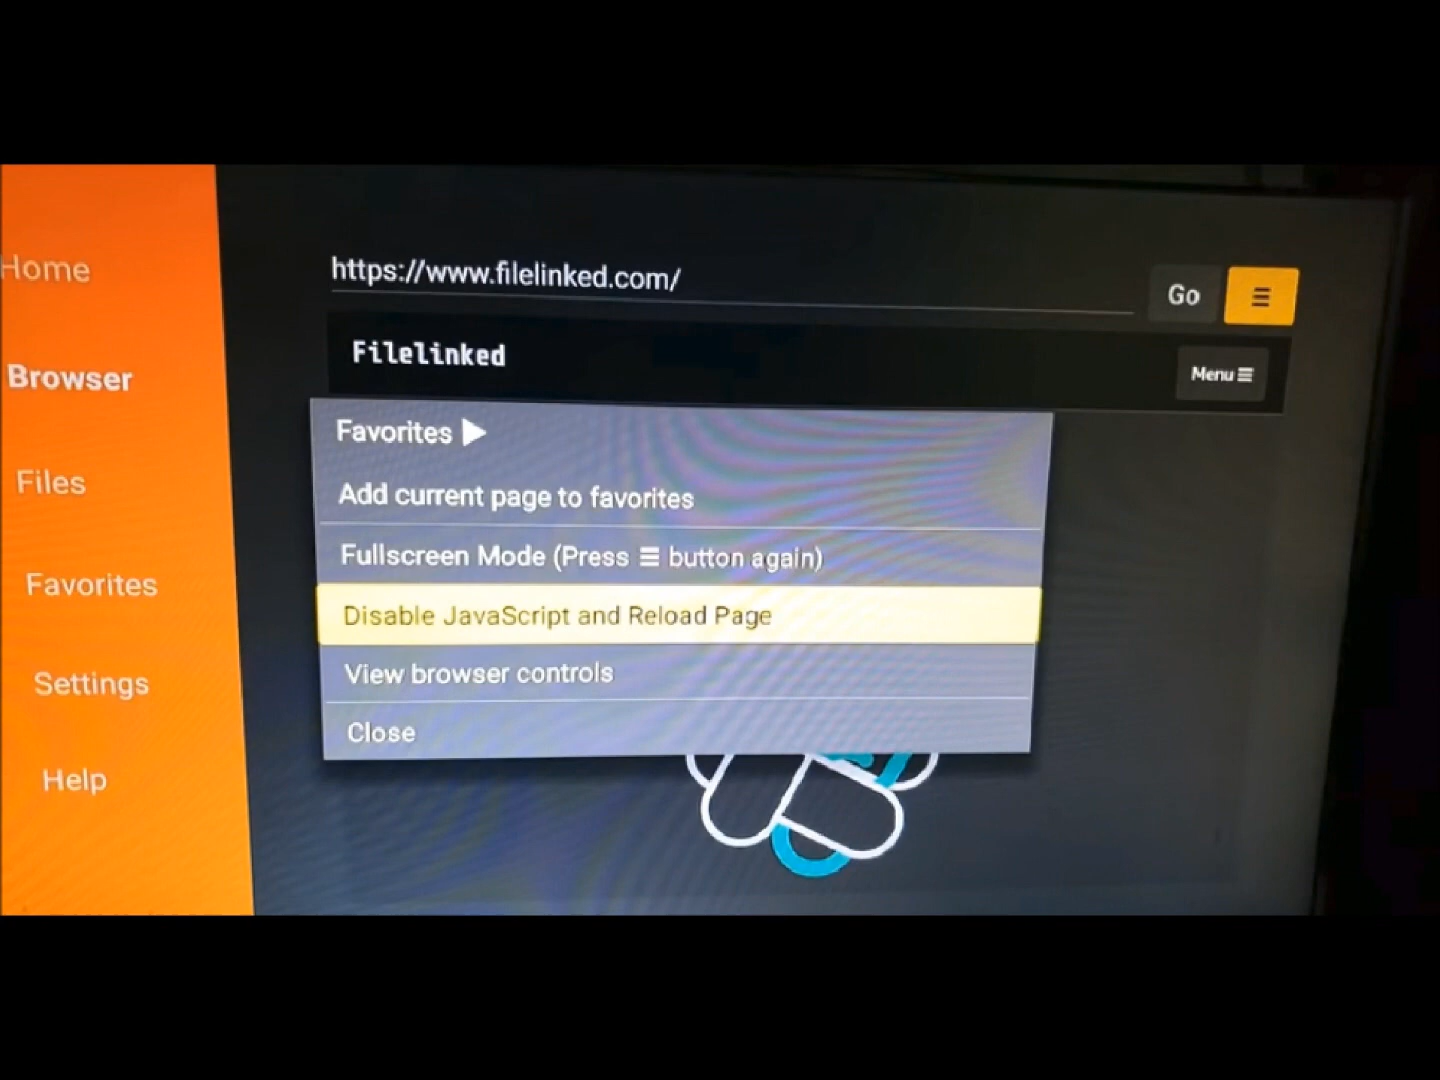 Home
Browser
Files
Favorites
Settings
Help
https://www.filelinked.com/
Go ☰
Filelinked
Menu ☰
Favorites ▶
Add current page to favorites
Fullscreen Mode (Press ☰ button again)
Disable JavaScript and Reload Page
View browser controls
Close